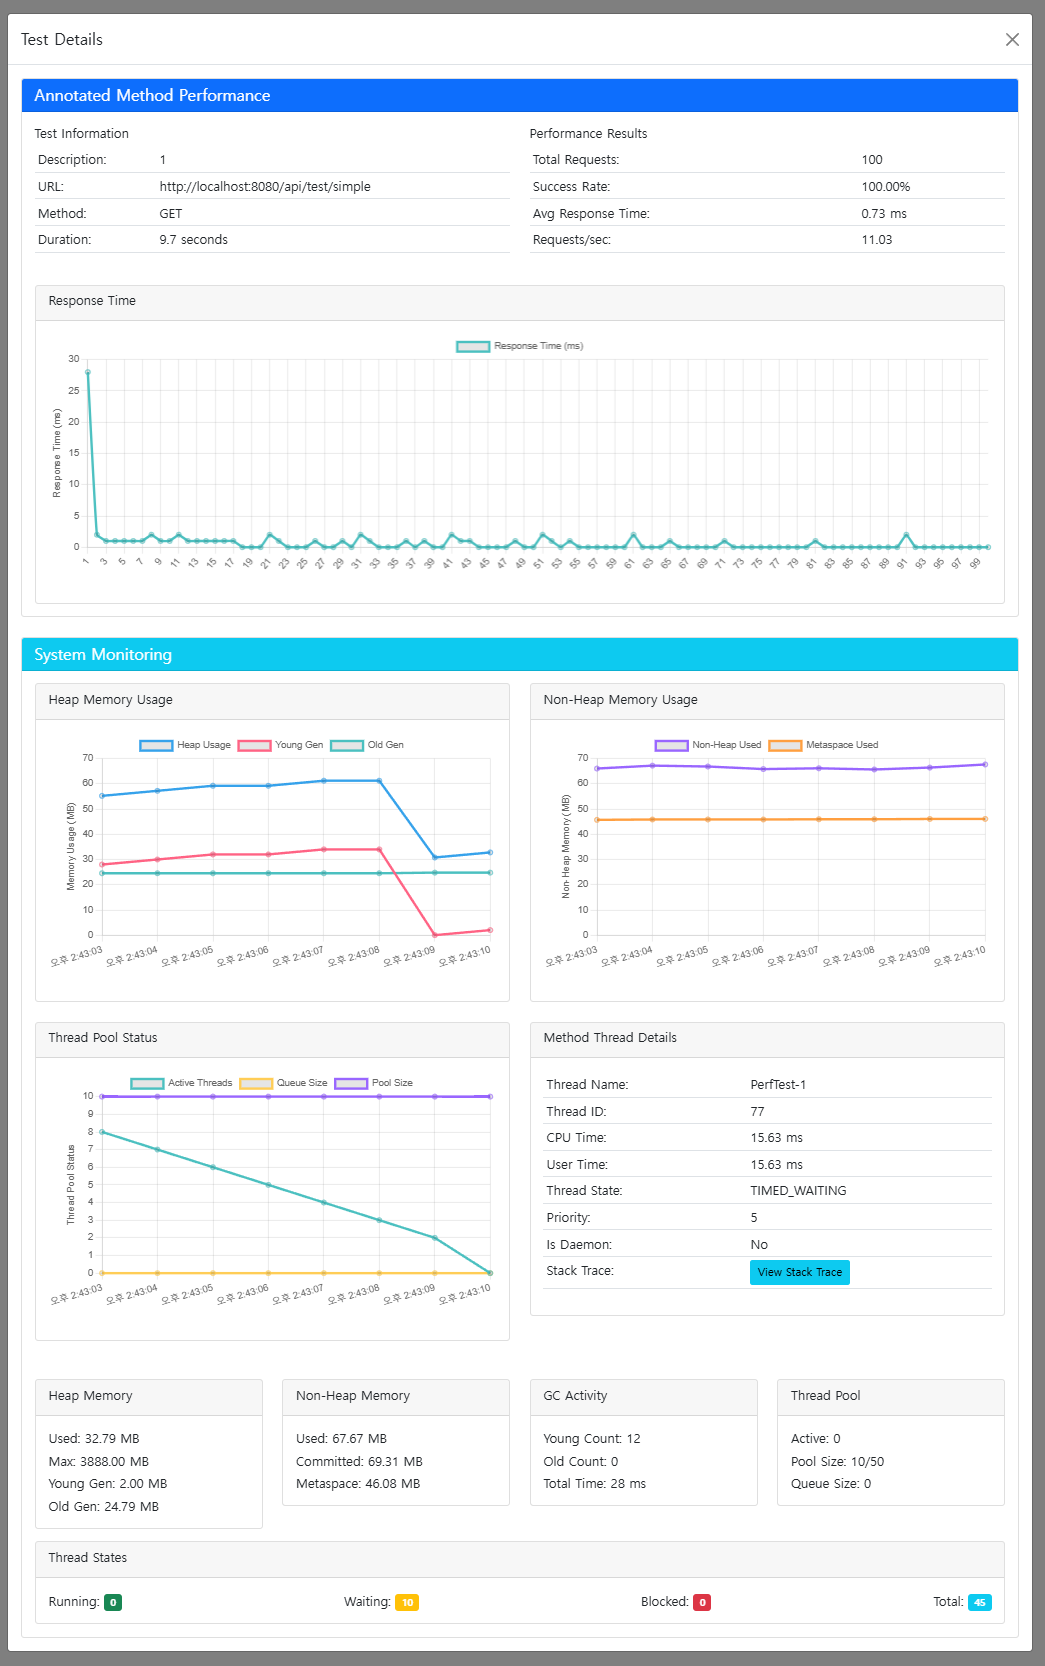 Test Details
Annotated Method Performance
Test Information
Description: 1
URL: http://localhost:8080/api/test/simple
Method: GET
Duration: 9.7 seconds
Performance Results
Total Requests: 100
Success Rate: 100.00%
Avg Response Time: 0.73 ms
Requests/sec: 11.03
Response Time
Response Time (ms)
Response Time (ms)
30
25
20
15
10
5
0
1 3 5 7 9 11 13 15 17 19 21 23 25 27 29 31 33 35 37 39 41 43 45 47 49 51 53 55 57 59 61 63 65 67 69 71 73 75 77 79 81 83 85 87 89 91 93 95 97 99
System Monitoring
Heap Memory Usage
Heap Usage Young Gen Old Gen
Memory Usage (MB)
70
60
50
40
30
20
10
0
오후 2:43:03 오후 2:43:04 오후 2:43:05 오후 2:43:06 오후 2:43:07 오후 2:43:08 오후 2:43:09 오후 2:43:10
Non-Heap Memory Usage
Non-Heap Used Metaspace Used
Non-Heap Memory (MB)
70
60
50
40
30
20
10
0
오후 2:43:03 오후 2:43:04 오후 2:43:05 오후 2:43:06 오후 2:43:07 오후 2:43:08 오후 2:43:09 오후 2:43:10
Thread Pool Status
Active Threads Queue Size Pool Size
Thread Pool Status
10
9
8
7
6
5
4
3
2
1
0
오후 2:43:03 오후 2:43:04 오후 2:43:05 오후 2:43:06 오후 2:43:07 오후 2:43:08 오후 2:43:09 오후 2:43:10
Method Thread Details
Thread Name: PerfTest-1
Thread ID: 77
CPU Time: 15.63 ms
User Time: 15.63 ms
Thread State: TIMED_WAITING
Priority: 5
Is Daemon: No
Stack Trace: View Stack Trace
Heap Memory
Used: 32.79 MB
Max: 3888.00 MB
Young Gen: 2.00 MB
Old Gen: 24.79 MB
Non-Heap Memory
Used: 67.67 MB
Committed: 69.31 MB
Metaspace: 46.08 MB
GC Activity
Young Count: 12
Old Count: 0
Total Time: 28 ms
Thread Pool
Active: 0
Pool Size: 10/50
Queue Size: 0
Thread States
Running: 0 Waiting: 10 Blocked: 0 Total: 45